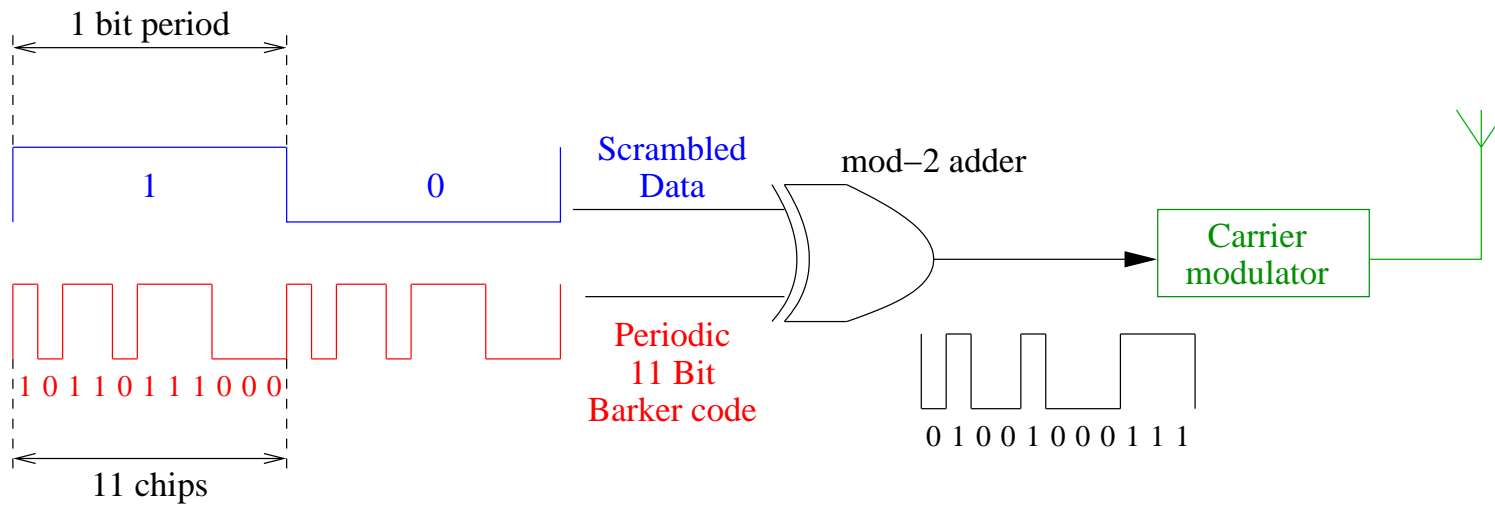 1 bit period
1
0
1 0 1 1 0 1 1 1 0 0 0
11 chips
Scrambled
Data
Periodic
11 Bit
Barker code
mod−2 adder
0 1 0 0 1 0 0 0 1 1 1
Carrier
modulator